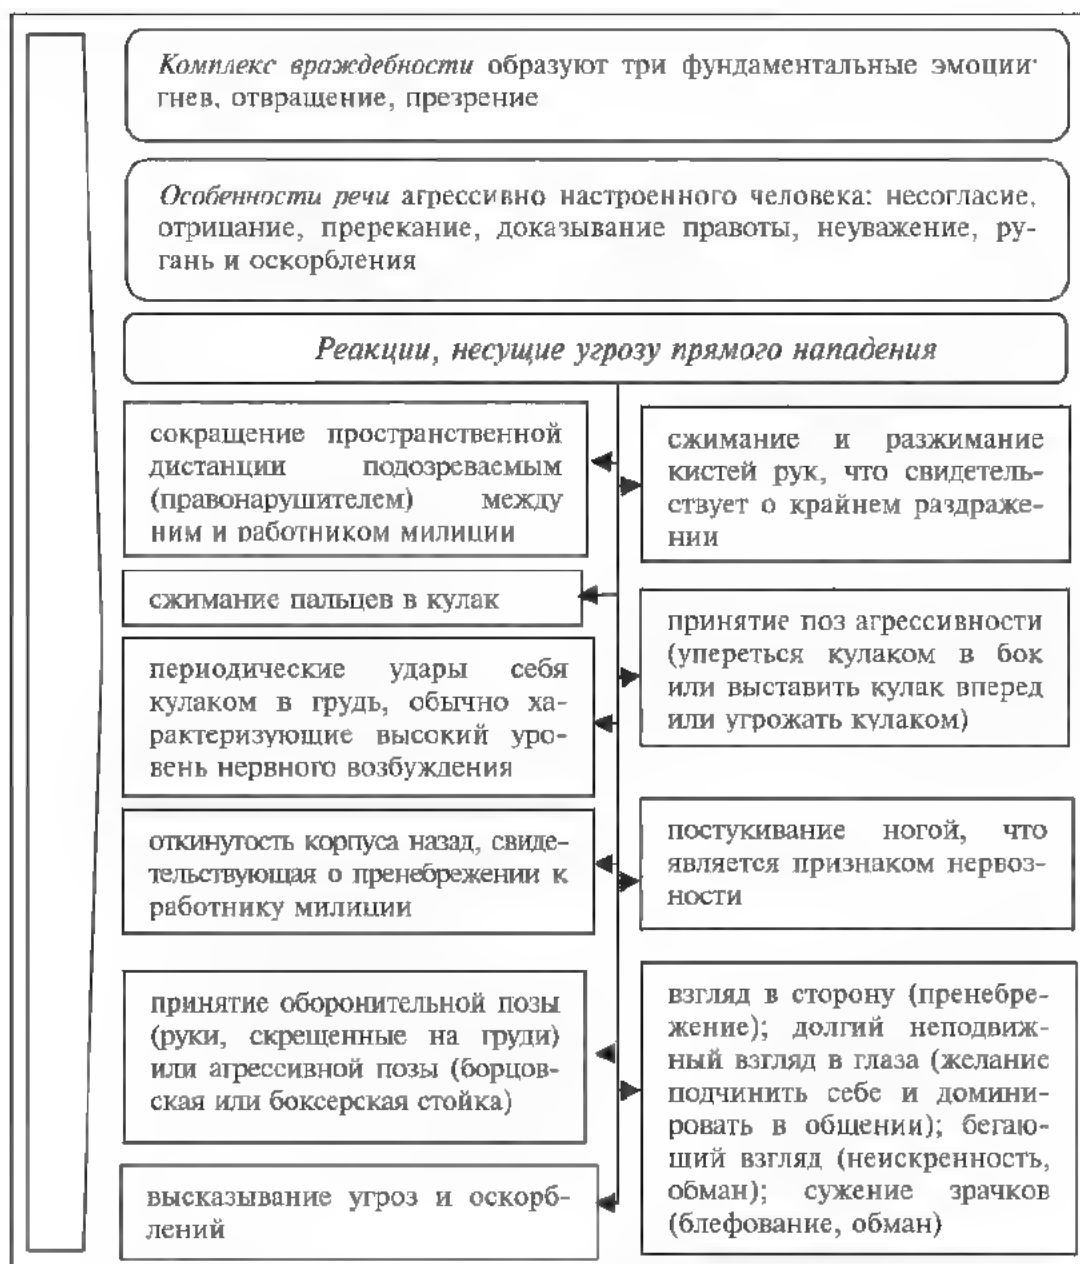 Комплекс враждебности образуют три фундаментальные эмоции:
гнев, отвращение, презрение
Особенности речи агрессивно настроенного человека: несогласие,
отрицание, пререкание, доказывание правоты, неуважение, ру-
гань и оскорбления
Реакции, несущие угрозу прямого нападения
сокращение пространственной
дистанции подозреваемым
(правонарушителем) между
ним и работником милиции
сжимание и разжимание
кистей рук, что свидетель-
ствует о крайнем раздраже-
нии
сжимание пальцев в кулак
принятие поз агрессивности
(упереться кулаком в бок
или выставить кулак вперед
или угрожать кулаком)
периодические удары себя
кулаком в грудь, обычно ха-
рактеризующие высокий уро-
вень нервного возбуждения
откинутость корпуса назад, свиде-
тельствующая о пренебрежении к
работнику милиции
постукивание ногой, что
является признаком нервоз-
ности
принятие оборонительной позы
(руки, скрещенные на груди)
или агрессивной позы (борцов-
ская или боксерская стойка)
взгляд в сторону (пренебре-
жение); долгий неподвиж-
ный взгляд в глаза (желание
подчинить себе и домини-
ровать в общении); бегаю-
щий взгляд (неискренность,
обман); сужение зрачков
(блефование, обман)
высказывание угроз и оскорб-
лений